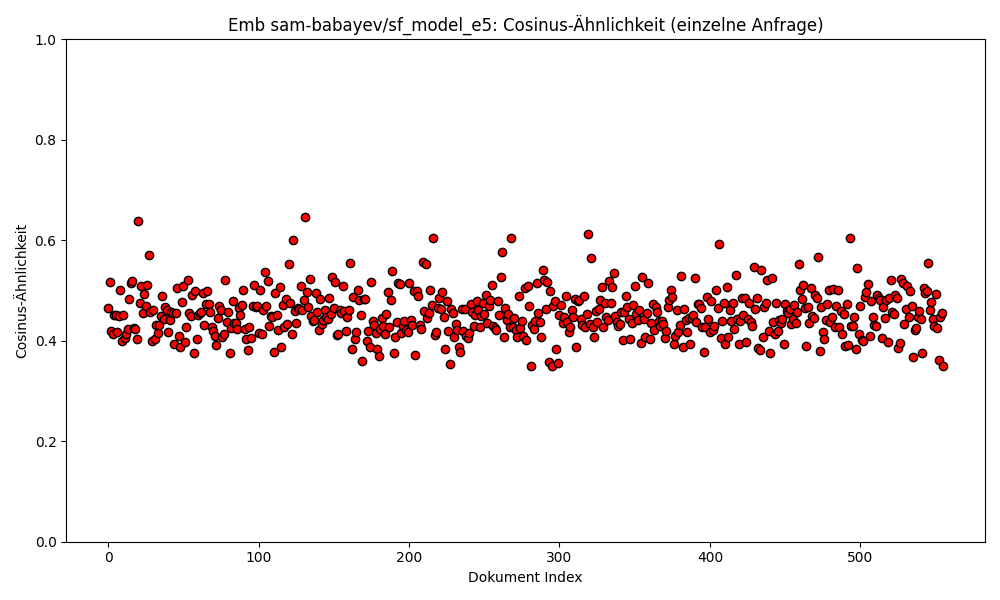 Emb sam-babayev/sf_model_e5: Cosinus-Ähnlichkeit (einzelne Anfrage)
1.0
0.8
0.6
0.4
0.2
0.0
Cosinus-Ähnlichkeit
0 100 200 300 400 500
Dokument Index